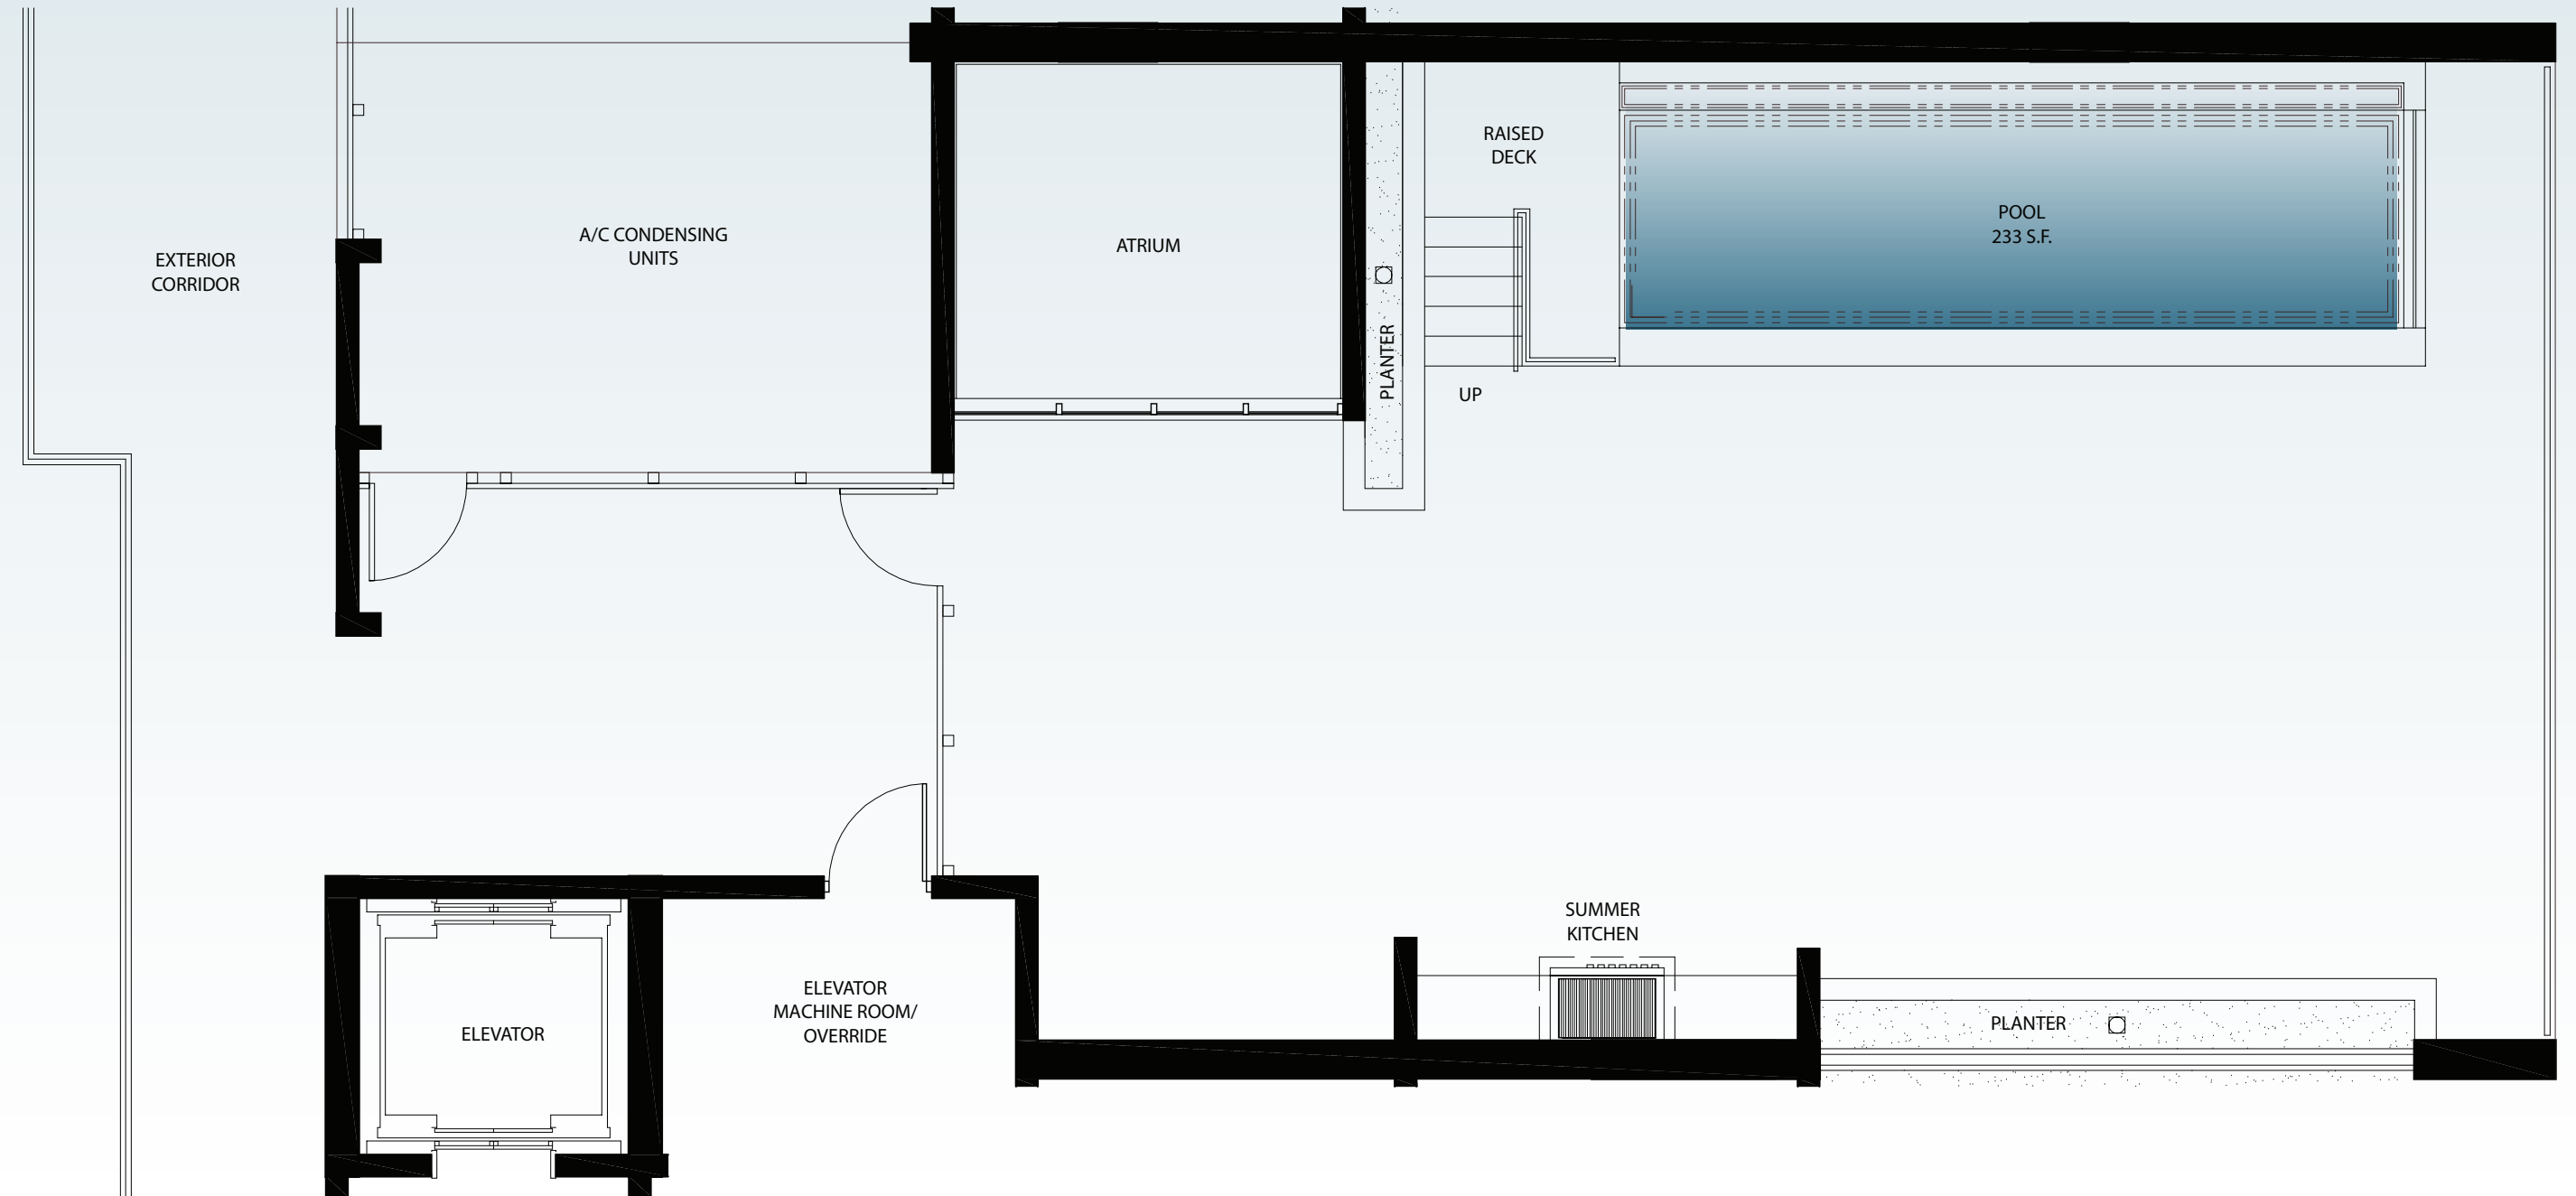 RAISED
DECK
POOL
233 S.F.
A/C CONDENSING
UNITS
ATRIUM
EXTERIOR
CORRIDOR
PLANTER
UP
SUMMER
KITCHEN
ELEVATOR
MACHINE ROOM/
OVERRIDE
ELEVATOR
PLANTER